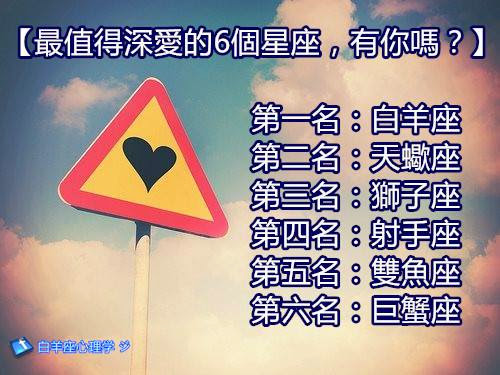 【最值得深愛的6個星座，有你嗎？】
第一名：白羊座
第二名：天蠍座
第三名：獅子座
第四名：射手座
第五名：雙魚座
第六名：巨蟹座
白羊座心理学 ジ